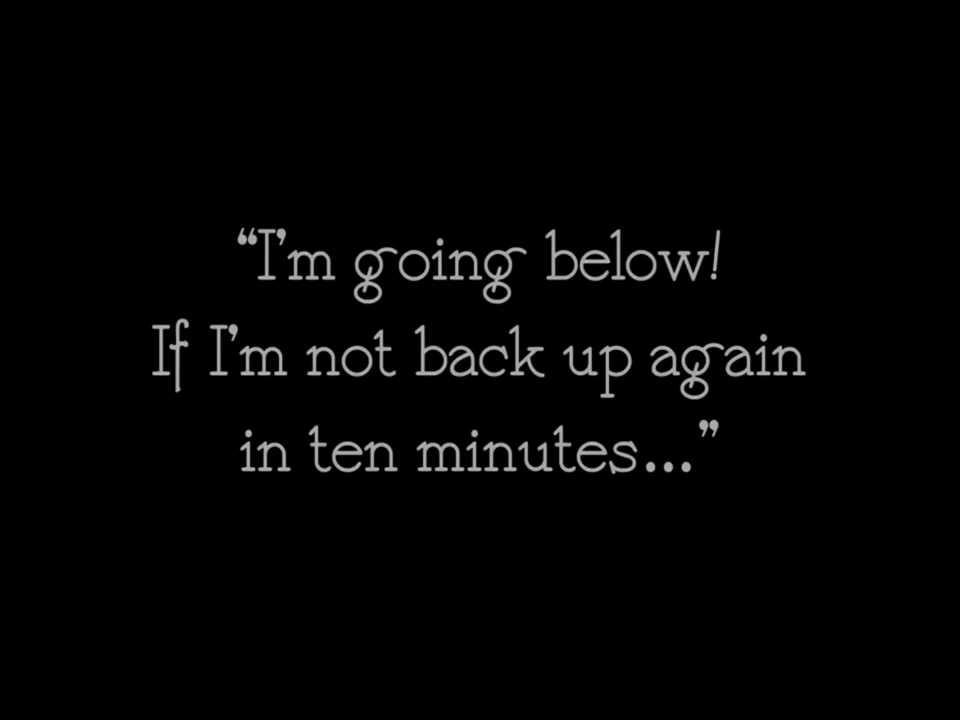 “I’m going below!
If I’m not back up again
in ten minutes...”